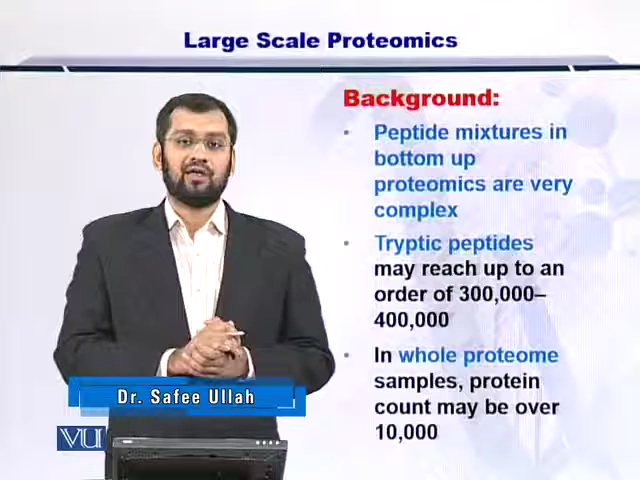 Large Scale Proteomics
Background:
• Peptide mixtures in
bottom up
proteomics are very
complex
• Tryptic peptides
may reach up to an
order of 300,000–
400,000
• In whole proteome
samples, protein
count may be over
10,000
Dr. Safee Ullah
VU